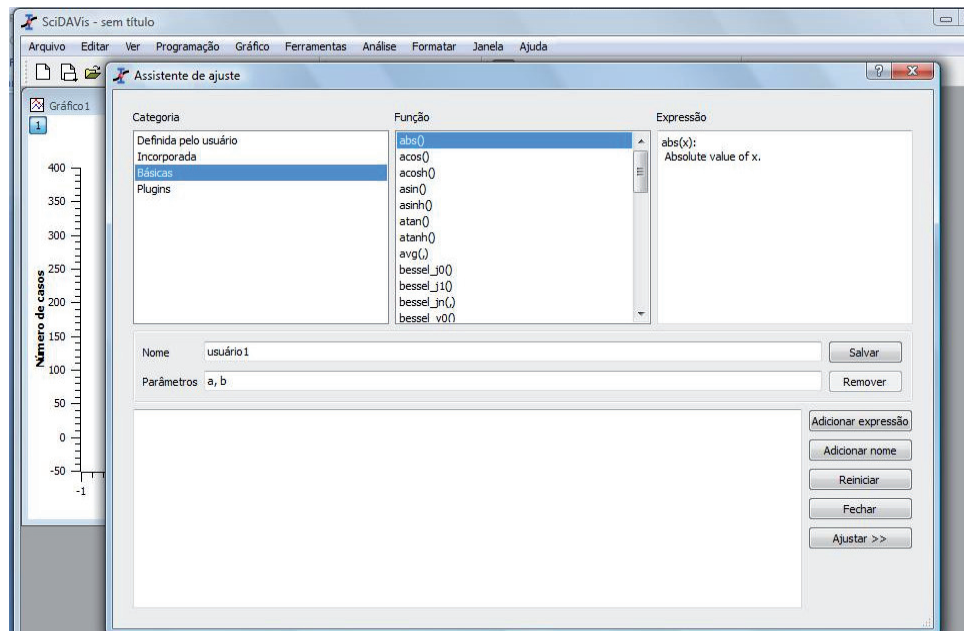 SciDAVis - sem título
Arquivo Editar Ver Programação Gráfico Ferramentas Análise Formatar Janela Ajuda
Assistente de ajuste
Gráfico1
1
Categoria Função Expressão
Definida pelo usuário
Incorporada
Básicas
Plugins
abs()
acos()
acosh()
asin()
asinh()
atan()
atanh()
avg(,)
bessel_j0()
bessel_j1()
bessel_jn(,)
bessel_y0()
abs(x):
Absolute value of x.
Número de casos
400
350
300
250
200
150
100
50
0
-50
-1
Nome usuário1 Salvar
Parâmetros a, b Remover
Adicionar expressão
Adicionar nome
Reiniciar
Fechar
Ajustar >>